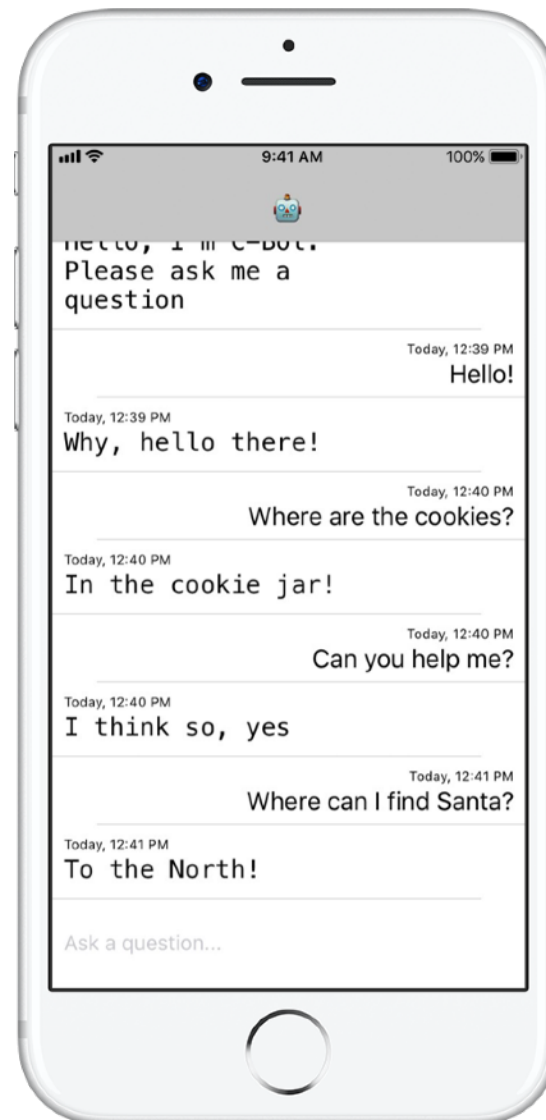 9:41 AM
100%
Hello, I'm C-Bot.
Please ask me a
question
Today, 12:39 PM
Hello!
Today, 12:39 PM
Why, hello there!
Today, 12:40 PM
Where are the cookies?
Today, 12:40 PM
In the cookie jar!
Today, 12:40 PM
Can you help me?
Today, 12:40 PM
I think so, yes
Today, 12:41 PM
Where can I find Santa?
Today, 12:41 PM
To the North!
Ask a question...